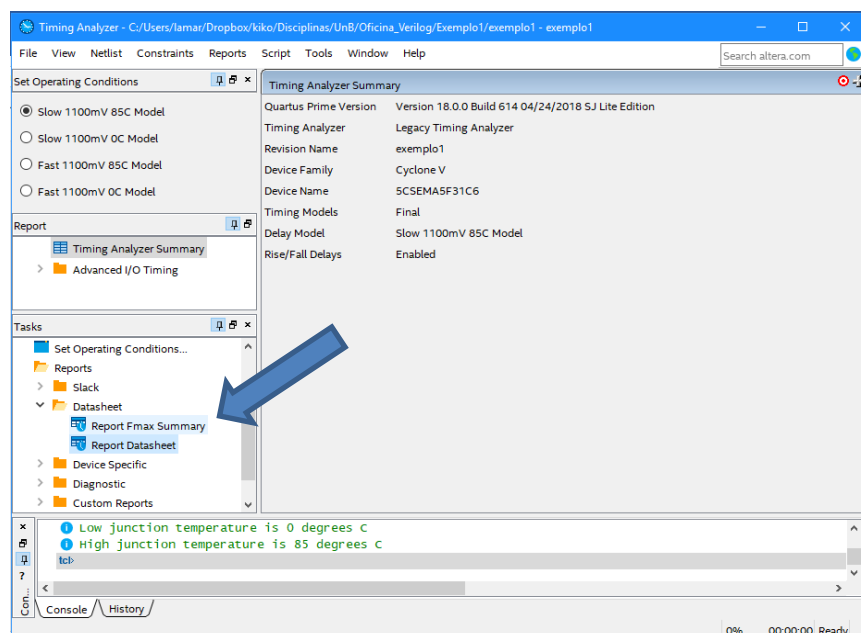 Timing Analyzer - C:/Users/lamar/Dropbox/kiko/Disciplinas/UnB/Oficina_Verilog/Exemplo1/exemplo1 - exemplo1
File View Netlist Constraints Reports Script Tools Window Help
Search altera.com
Set Operating Conditions
Slow 1100mV 85C Model
Slow 1100mV 0C Model
Fast 1100mV 85C Model
Fast 1100mV 0C Model
Report
Timing Analyzer Summary
Advanced I/O Timing
Tasks
Set Operating Conditions...
Reports
Slack
Datasheet
Report Fmax Summary
Report Datasheet
Device Specific
Diagnostic
Custom Reports
Timing Analyzer Summary
Quartus Prime Version Version 18.0.0 Build 614 04/24/2018 SJ Lite Edition
Timing Analyzer Legacy Timing Analyzer
Revision Name exemplo1
Device Family Cyclone V
Device Name 5CSEMA5F31C6
Timing Models Final
Delay Model Slow 1100mV 85C Model
Rise/Fall Delays Enabled
Low junction temperature is 0 degrees C
High junction temperature is 85 degrees C
tcl>
Con...
Console History
0% 00:00:00 Ready